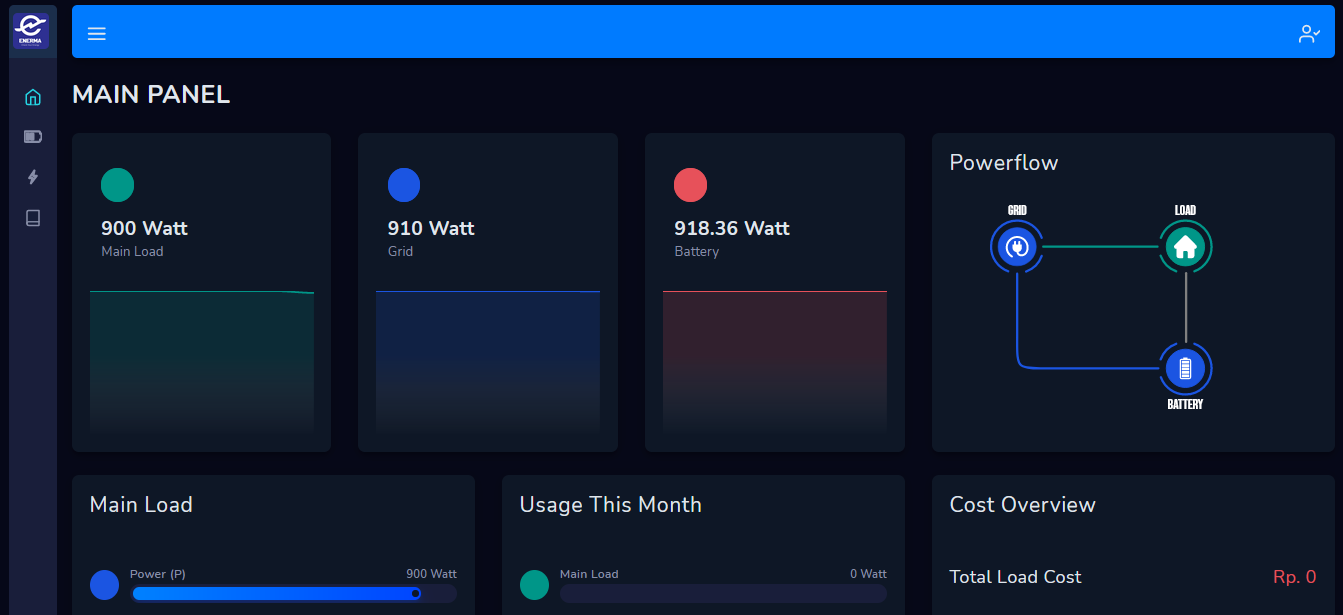 ENERMA
MAIN PANEL
900 Watt
Main Load
910 Watt
Grid
918.36 Watt
Battery
Powerflow
GRID
LOAD
BATTERY
Main Load
Power (P)
900 Watt
Usage This Month
Main Load
0 Watt
Cost Overview
Total Load Cost
Rp. 0